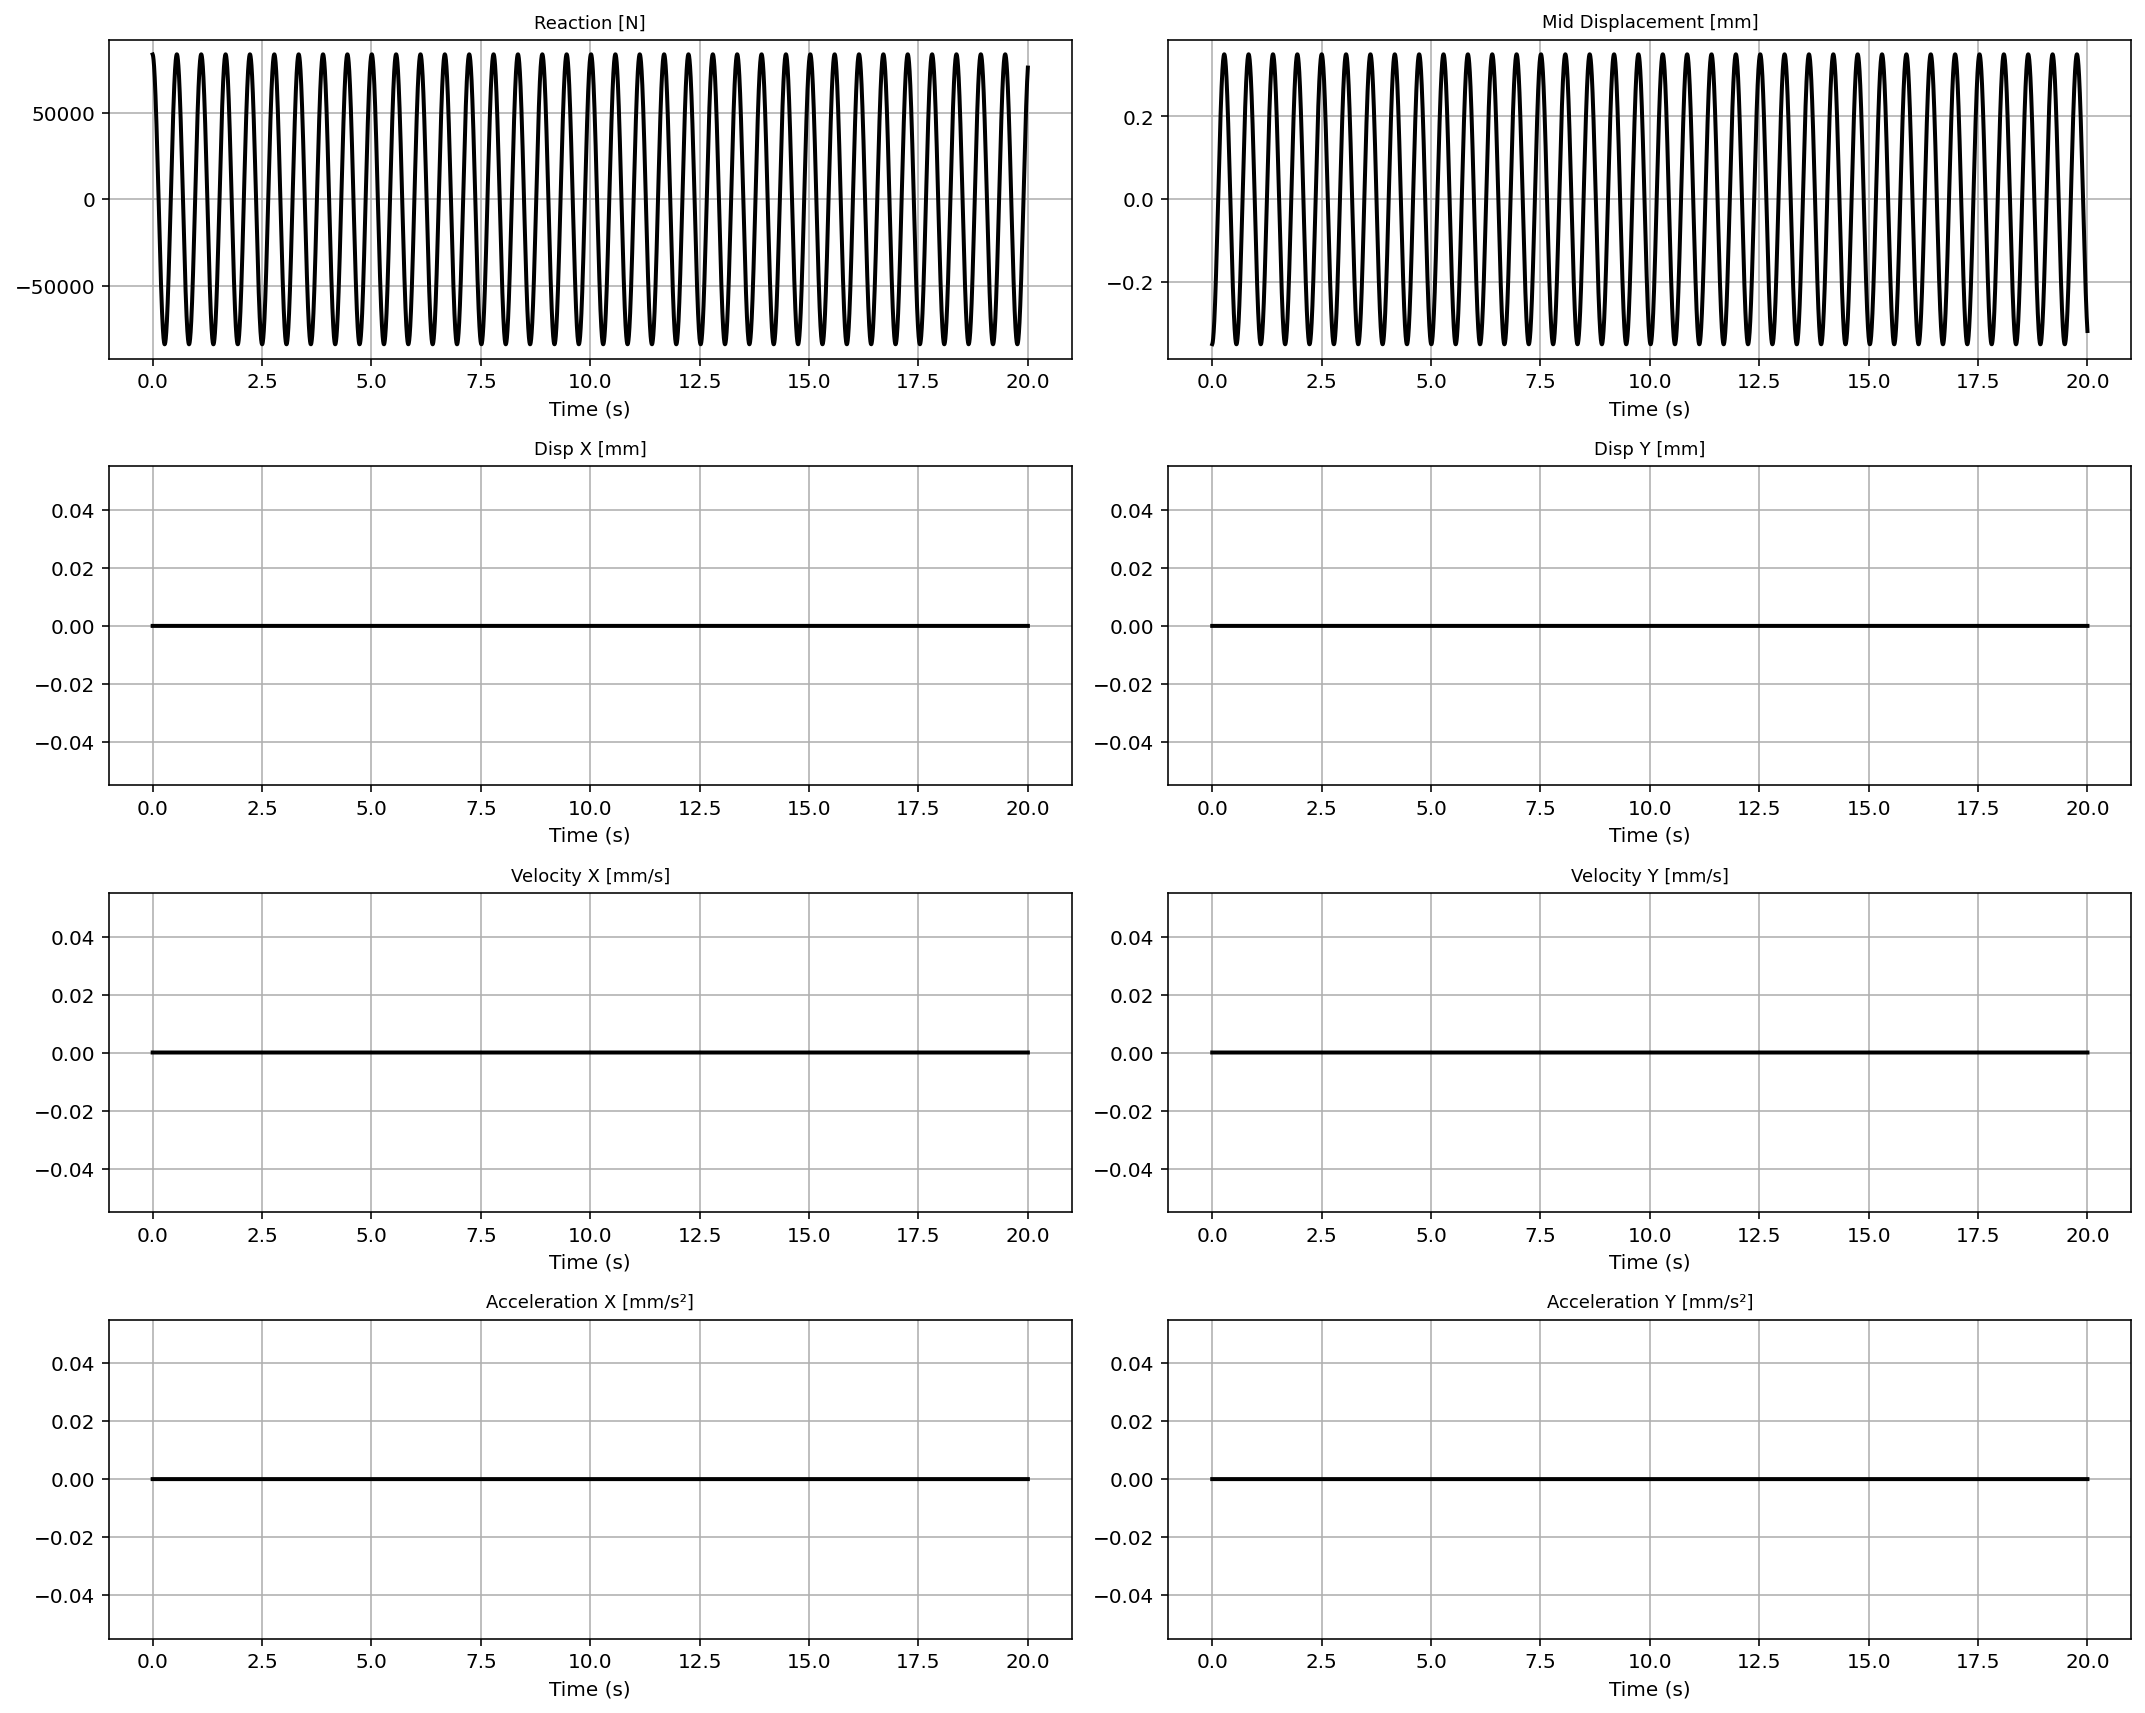 Reaction [N]
50000
0
−50000
0.0 2.5 5.0 7.5 10.0 12.5 15.0 17.5 20.0
Time (s)
Mid Displacement [mm]
0.2
0.0
−0.2
0.0 2.5 5.0 7.5 10.0 12.5 15.0 17.5 20.0
Time (s)
Disp X [mm]
0.04
0.02
0.00
−0.02
−0.04
0.0 2.5 5.0 7.5 10.0 12.5 15.0 17.5 20.0
Time (s)
Disp Y [mm]
0.04
0.02
0.00
−0.02
−0.04
0.0 2.5 5.0 7.5 10.0 12.5 15.0 17.5 20.0
Time (s)
Velocity X [mm/s]
0.04
0.02
0.00
−0.02
−0.04
0.0 2.5 5.0 7.5 10.0 12.5 15.0 17.5 20.0
Time (s)
Velocity Y [mm/s]
0.04
0.02
0.00
−0.02
−0.04
0.0 2.5 5.0 7.5 10.0 12.5 15.0 17.5 20.0
Time (s)
Acceleration X [mm/s²]
0.04
0.02
0.00
−0.02
−0.04
0.0 2.5 5.0 7.5 10.0 12.5 15.0 17.5 20.0
Time (s)
Acceleration Y [mm/s²]
0.04
0.02
0.00
−0.02
−0.04
0.0 2.5 5.0 7.5 10.0 12.5 15.0 17.5 20.0
Time (s)